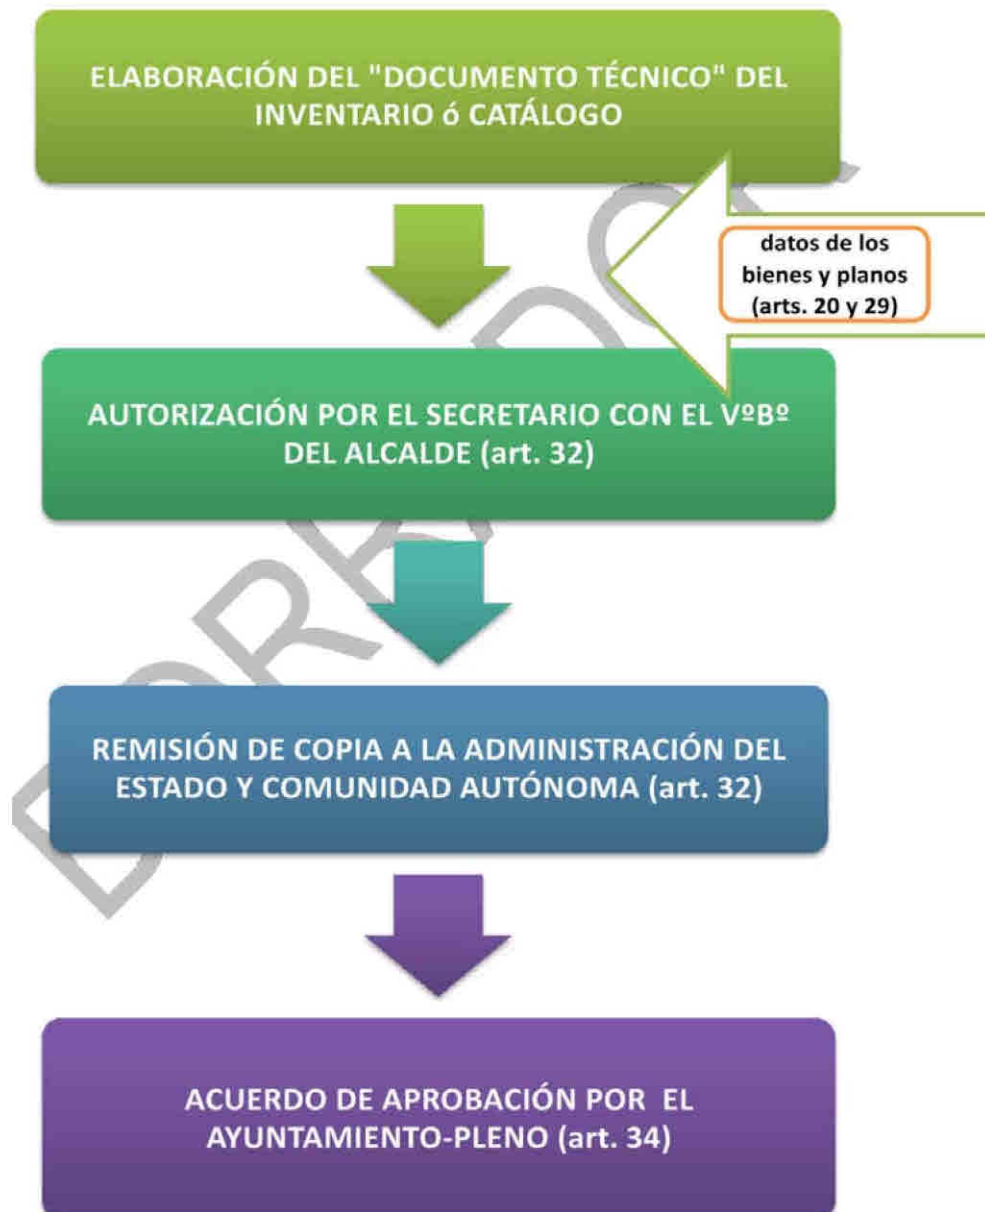 ELABORACIÓN DEL "DOCUMENTO TÉCNICO" DEL
INVENTARIO ó CATÁLOGO
datos de los
bienes y planos
(arts. 20 y 29)
AUTORIZACIÓN POR EL SECRETARIO CON EL VºBº
DEL ALCALDE (art. 32)
REMISIÓN DE COPIA A LA ADMINISTRACIÓN DEL
ESTADO Y COMUNIDAD AUTÓNOMA (art. 32)
ACUERDO DE APROBACIÓN POR EL
AYUNTAMIENTO-PLENO (art. 34)